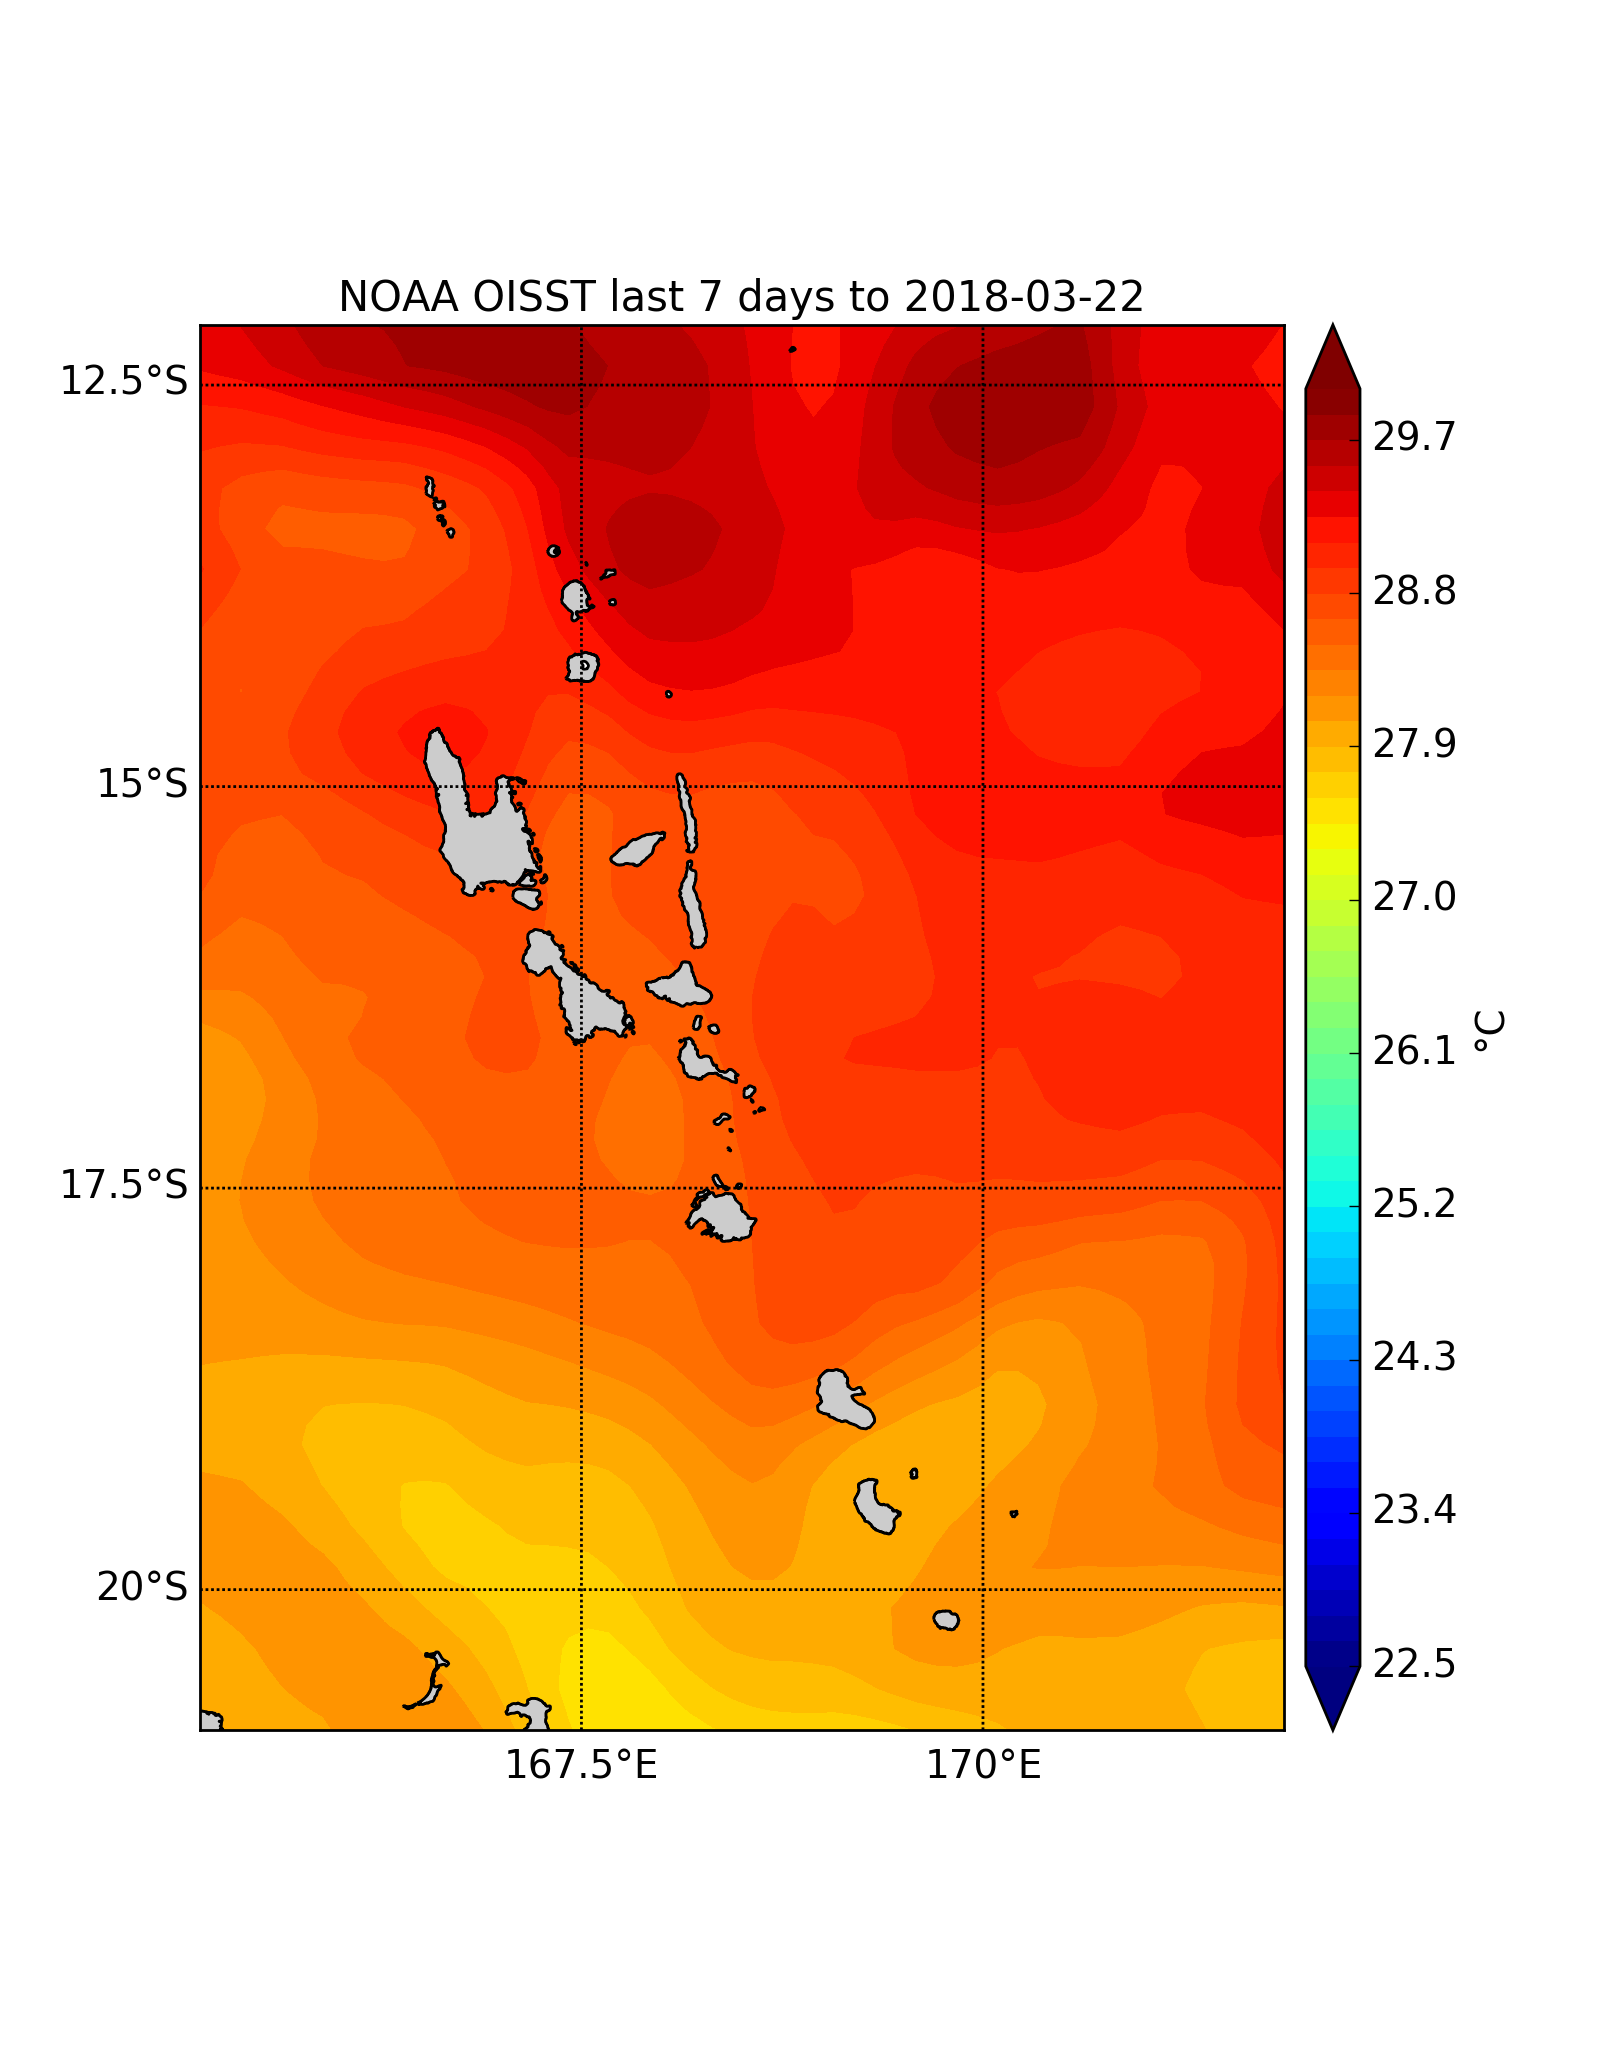 NOAA OISST last 7 days to 2018-03-22
12.5°S
15°S
17.5°S
20°S
167.5°E
170°E
29.7
28.8
27.9
27.0
26.1
25.2
24.3
23.4
22.5
°C